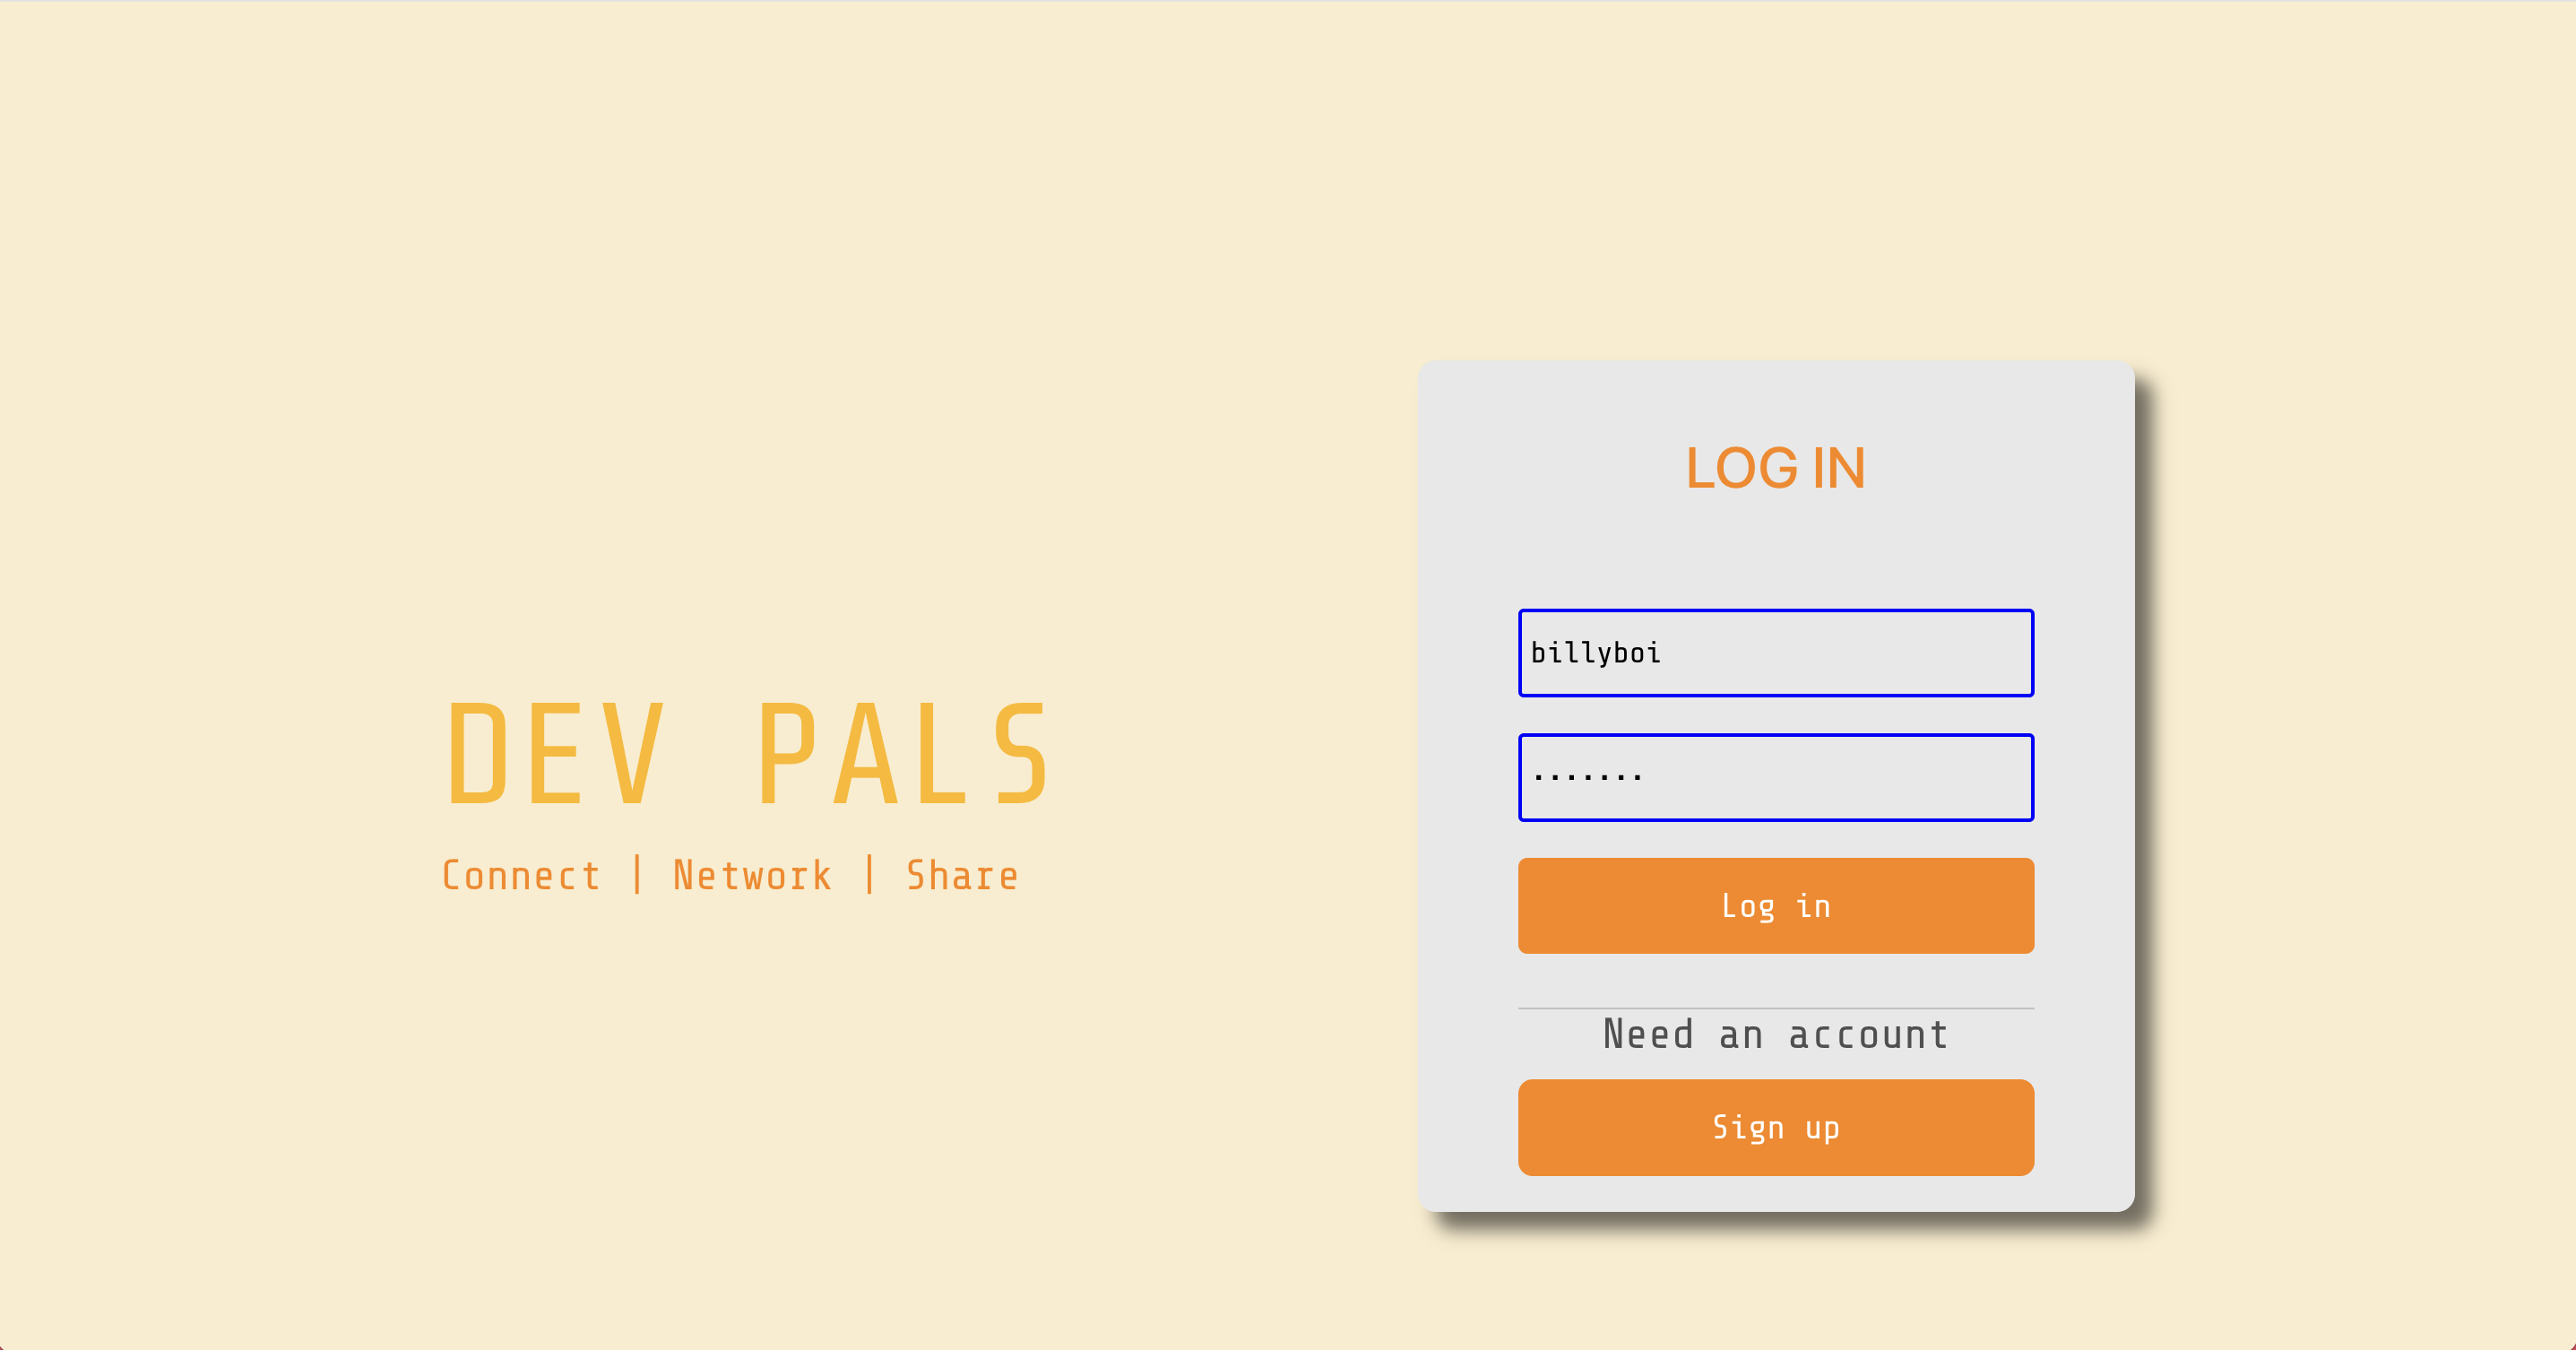 DEV PALS
Connect | Network | Share
LOG IN
billyboi
.......
Log in
Need an account
Sign up